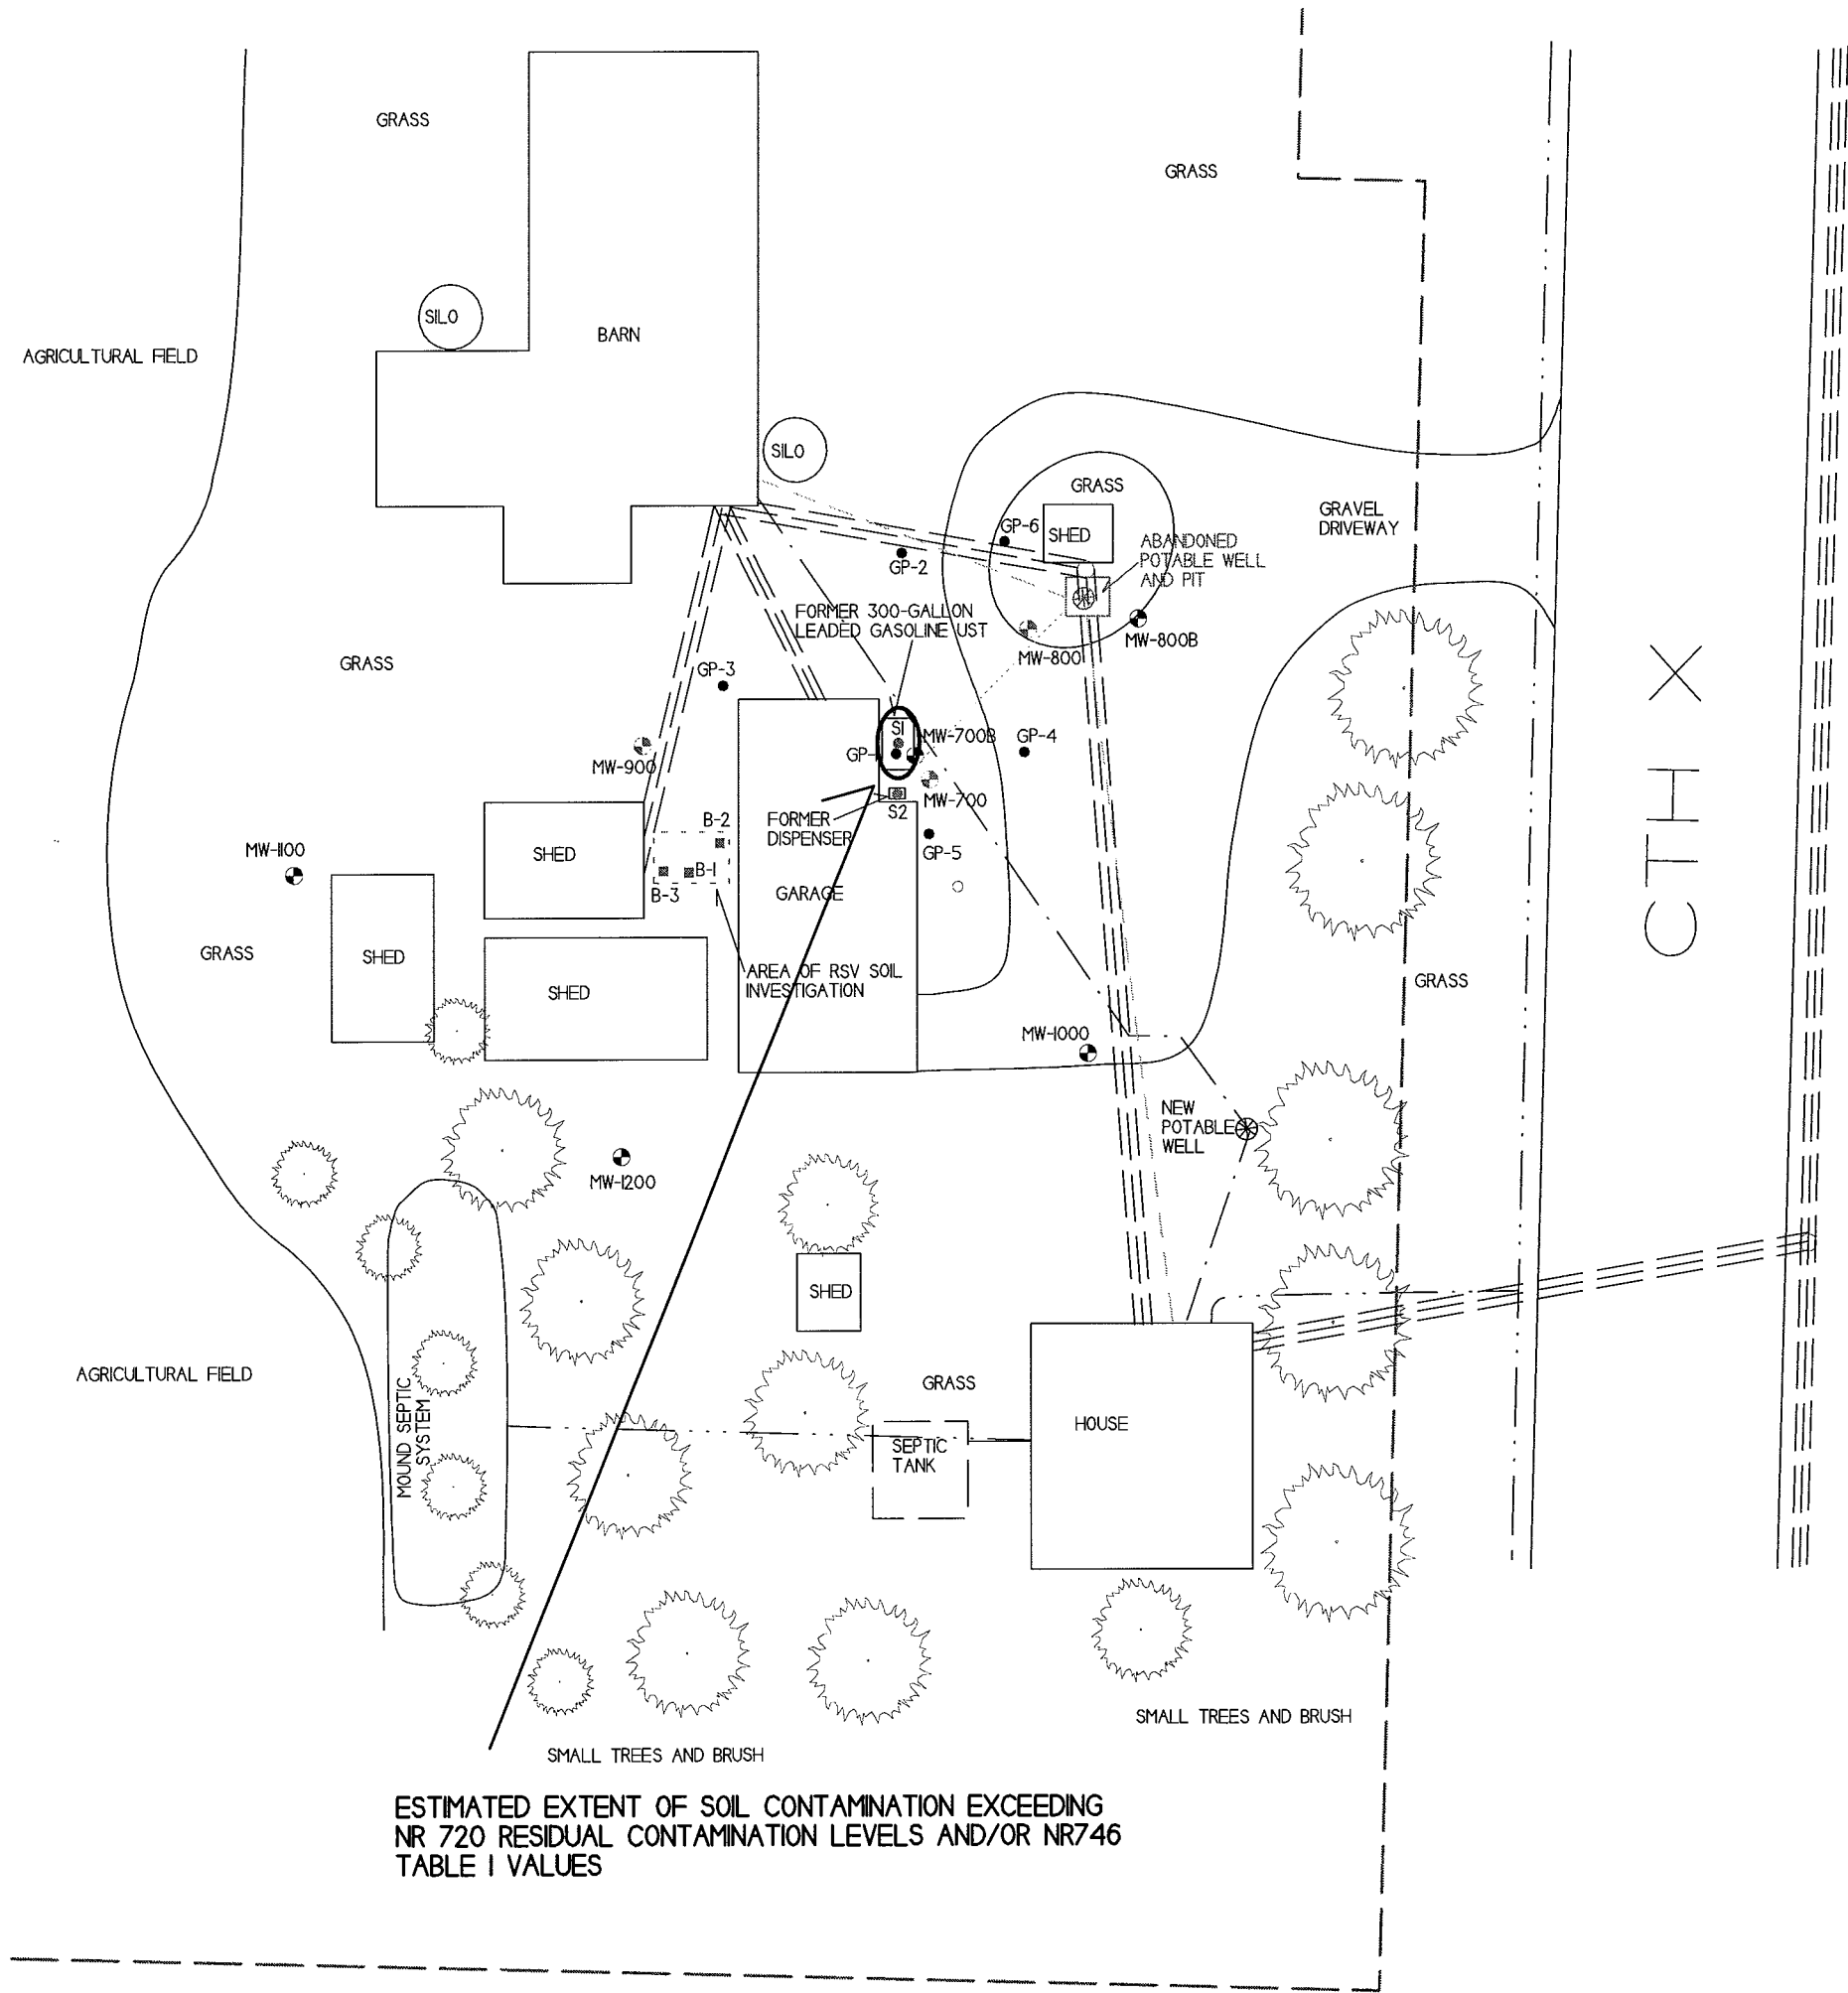 GRASS
GRASS
SILO
BARN
AGRICULTURAL FIELD
SILO
GRASS
GRAVEL
DRIVEWAY
GP-6
SHED
ABANDONED
POTABLE WELL
AND PIT
GP-2
FORMER 300-GALLON
LEADED GASOLINE UST
MW-800B
MW-800
GRASS
GP-3
CTH X
S1
MW-700B
GP-4
GP-1
MW-900
MW-700
S2
FORMER
DISPENSER
B-2
MW-1100
SHED
GP-5
B-1
B-3
GARAGE
GRASS
SHED
AREA OF RSV SOIL
INVESTIGATION
SHED
GRASS
MW-1000
NEW
POTABLE
WELL
MW-1200
SHED
AGRICULTURAL FIELD
MOUND SEPTIC
SYSTEM
GRASS
HOUSE
SEPTIC
TANK
SMALL TREES AND BRUSH
SMALL TREES AND BRUSH
ESTIMATED EXTENT OF SOIL CONTAMINATION EXCEEDING
NR 720 RESIDUAL CONTAMINATION LEVELS AND/OR NR746
TABLE 1 VALUES